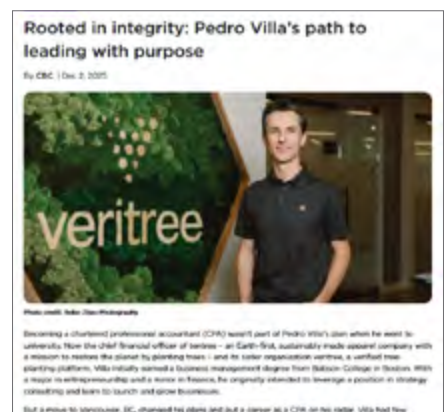 Rooted in integrity: Pedro Villa's path to
leading with purpose
By CBC | Dec 2, 2025
veritree
Photo credit:
Becoming a chartered professional accountant (CPA) wasn't part of Pedro Villa's plan when he went to
university. Now the chief financial officer of tentree – an Earth-first, sustainably made apparel company with
a mission to restore the planet by planting trees – and its sister organization veritree, a verified tree
planting platform, Villa initially earned a business management degree from Babson College in Boston. With
a major in entrepreneurship and a minor in finance, he originally intended to leverage a position in strategy
consulting and learn to launch and grow businesses.
But a move to Vancouver, BC, changed his plans and put a career as a CPA on his radar. Villa had few